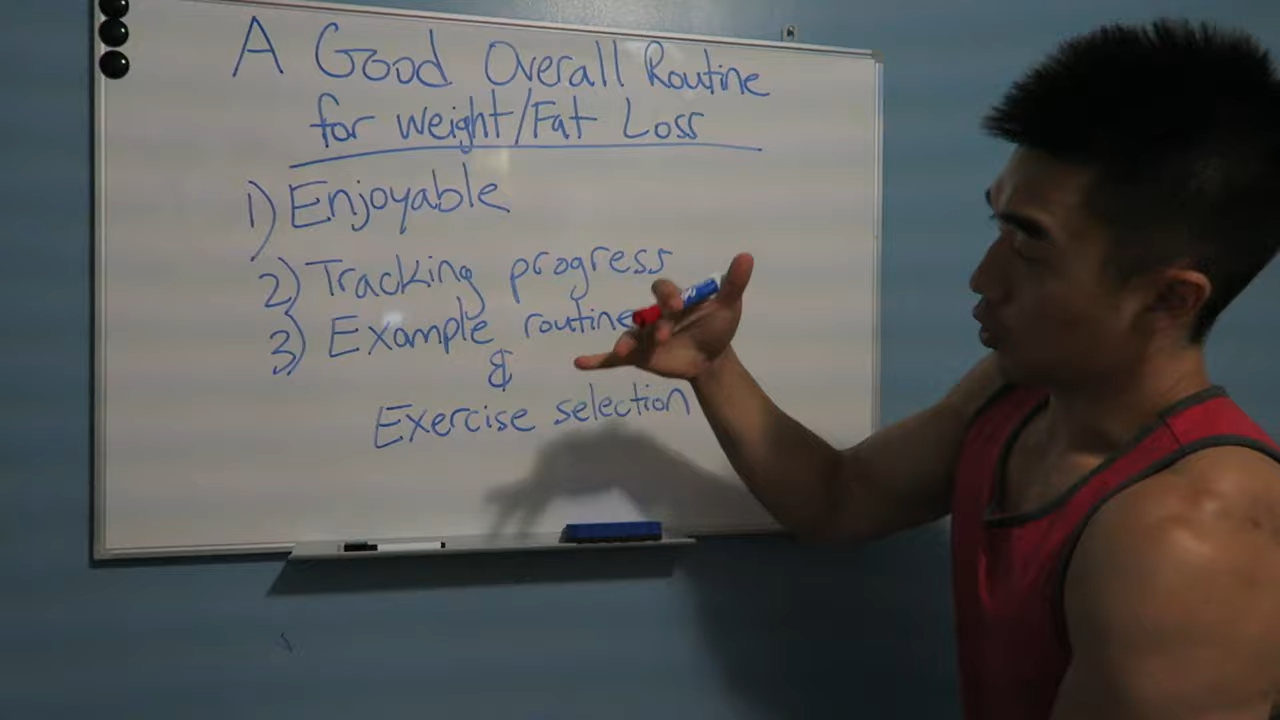 A Good Overall Routine
for weight/Fat Loss
1) Enjoyable
2) Tracking progress
3) Example routine
&
Exercise selection